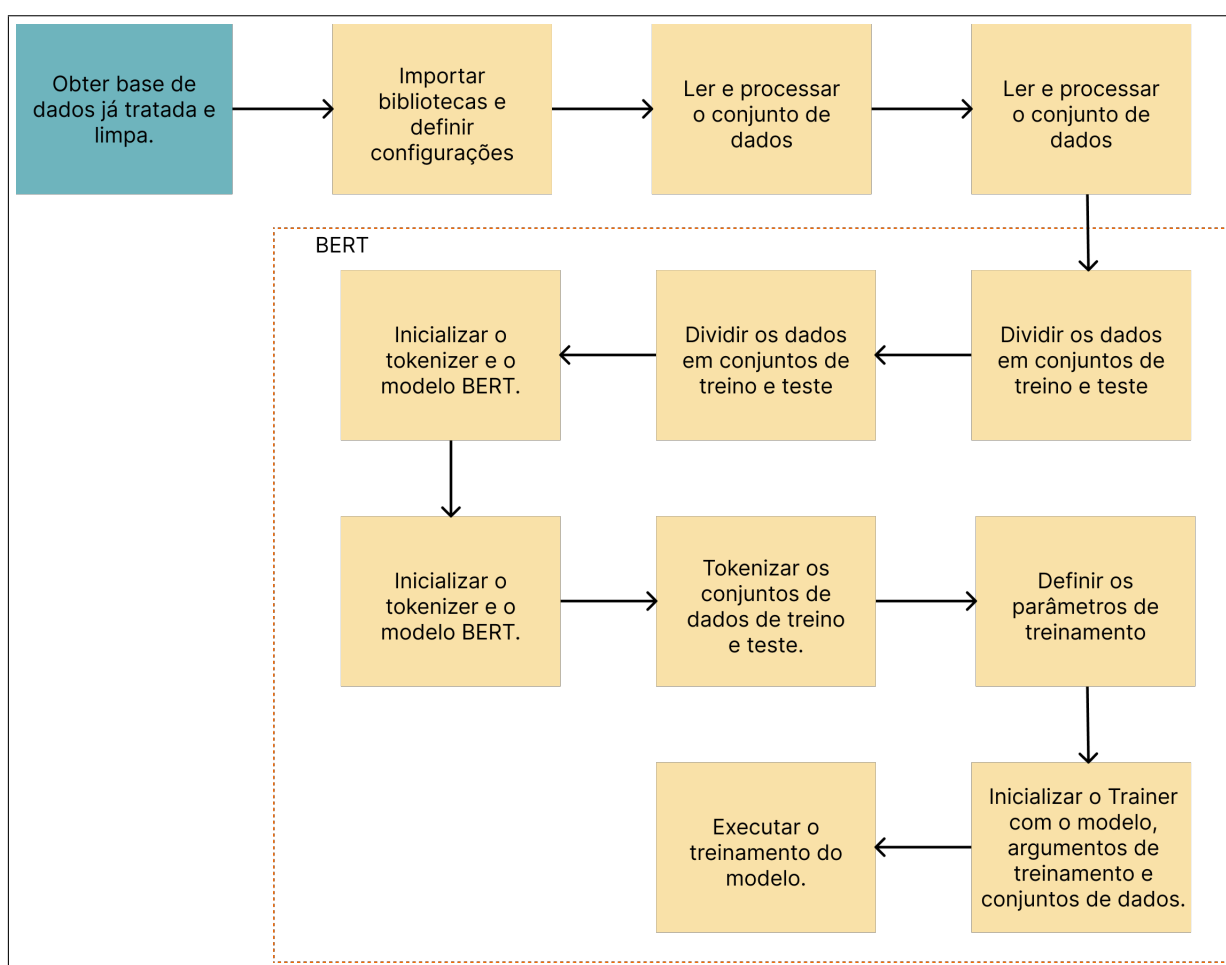 Obter base de
dados já tratada e
limpa.
Importar
bibliotecas e
definir
configurações
Ler e processar
o conjunto de
dados
Ler e processar
o conjunto de
dados
BERT
Inicializar o
tokenizer e o
modelo BERT.
Dividir os dados
em conjuntos de
treino e teste
Dividir os dados
em conjuntos de
treino e teste
Inicializar o
tokenizer e o
modelo BERT.
Tokenizar os
conjuntos de
dados de treino
e teste.
Definir os
parâmetros de
treinamento
Executar o
treinamento do
modelo.
Inicializar o Trainer
com o modelo,
argumentos de
treinamento e
conjuntos de dados.